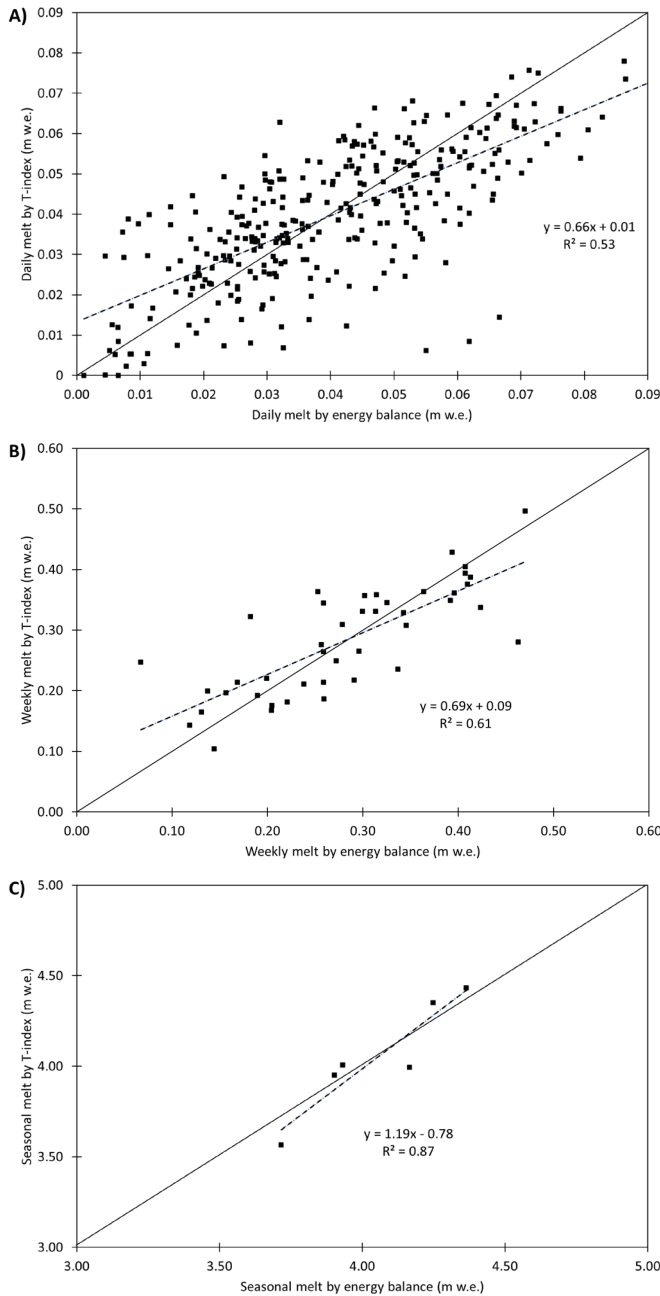 A)
0.09
0.08
0.07
0.06
0.05
0.04
0.03
0.02
0.01
0
Daily melt by T-index (m w.e.)
y = 0.66x + 0.01
R² = 0.53
0.00 0.01 0.02 0.03 0.04 0.05 0.06 0.07 0.08 0.09
Daily melt by energy balance (m w.e.)
B)
0.60
0.50
0.40
0.30
0.20
0.10
0.00
Weekly melt by T-index (m w.e.)
y = 0.69x + 0.09
R² = 0.61
0.00 0.10 0.20 0.30 0.40 0.50 0.60
Weekly melt by energy balance (m w.e.)
C)
5.00
4.50
4.00
3.50
3.00
Seasonal melt by T-index (m w.e.)
y = 1.19x - 0.78
R² = 0.87
3.00 3.50 4.00 4.50 5.00
Seasonal melt by energy balance (m w.e.)